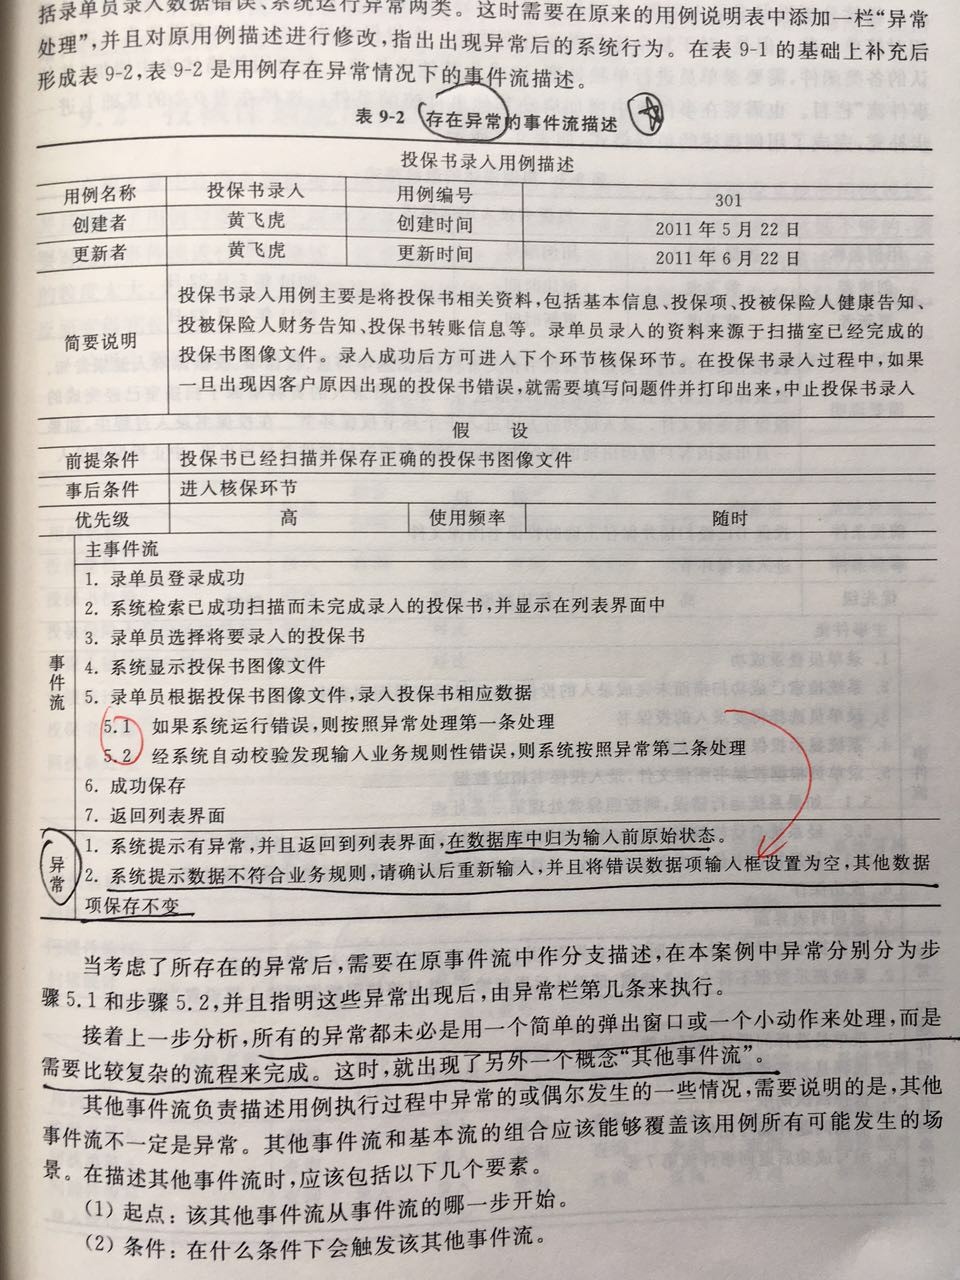 括录单员录入数据错误、系统运行异常两类。这时需要在原来的用例说明表中添加一栏“异常
处理”,并且对原用例描述进行修改,指出出现异常后的系统行为。在表 9-1 的基础上补充后
形成表 9-2,表 9-2 是用例存在异常情况下的事件流描述。
表 9-2 存在异常的事件流描述
投保书录入用例描述
用例名称 投保书录入 用例编号 301
创建者 黄飞虎 创建时间 2011 年 5 月 22 日
更新者 黄飞虎 更新时间 2011 年 6 月 22 日
简要说明
投保书录入用例主要是将投保书相关资料,包括基本信息、投保项、投被保险人健康告知、
投被保险人财务告知、投保书转账信息等。录单员录入的资料来源于扫描室已经完成的
投保书图像文件。录入成功后方可进入下个环节核保环节。在投保书录入过程中,如果
一旦出现因客户原因出现的投保书错误,就需要填写问题件并打印出来,中止投保书录入
假 设
前提条件 投保书已经扫描并保存正确的投保书图像文件
事后条件 进入核保环节
优先级 高 使用频率 随时
事件流
主事件流
1. 录单员登录成功
2. 系统检索已成功扫描而未完成录入的投保书,并显示在列表界面中
3. 录单员选择将要录入的投保书
4. 系统显示投保书图像文件
5. 录单员根据投保书图像文件,录入投保书相应数据
5.1 如果系统运行错误,则按照异常处理第一条处理
5.2 经系统自动校验发现输入业务规则性错误,则系统按照异常第二条处理
6. 成功保存
7. 返回列表界面
异常
1. 系统提示有异常,并且返回到列表界面,在数据库中归为输入前原始状态。
2. 系统提示数据不符合业务规则,请确认后重新输入,并且将错误数据项输入框设置为空,其他数据
项保存不变
当考虑了所存在的异常后,需要在原事件流中作分支描述,在本案例中异常分别分为步
骤 5.1 和步骤 5.2,并且指明这些异常出现后,由异常栏第几条来执行。
接着上一步分析,所有的异常都未必是用一个简单的弹出窗口或一个小动作来处理,而是
需要比较复杂的流程来完成。这时,就出现了另外一个概念“其他事件流”。
其他事件流负责描述用例执行过程中异常的或偶尔发生的一些情况,需要说明的是,其他
事件流不一定是异常。其他事件流和基本流的组合应该能够覆盖该用例所有可能发生的场
景。在描述其他事件流时,应该包括以下几个要素。
(1) 起点：该其他事件流从事件流的哪一步开始。
(2) 条件：在什么条件下会触发该其他事件流。